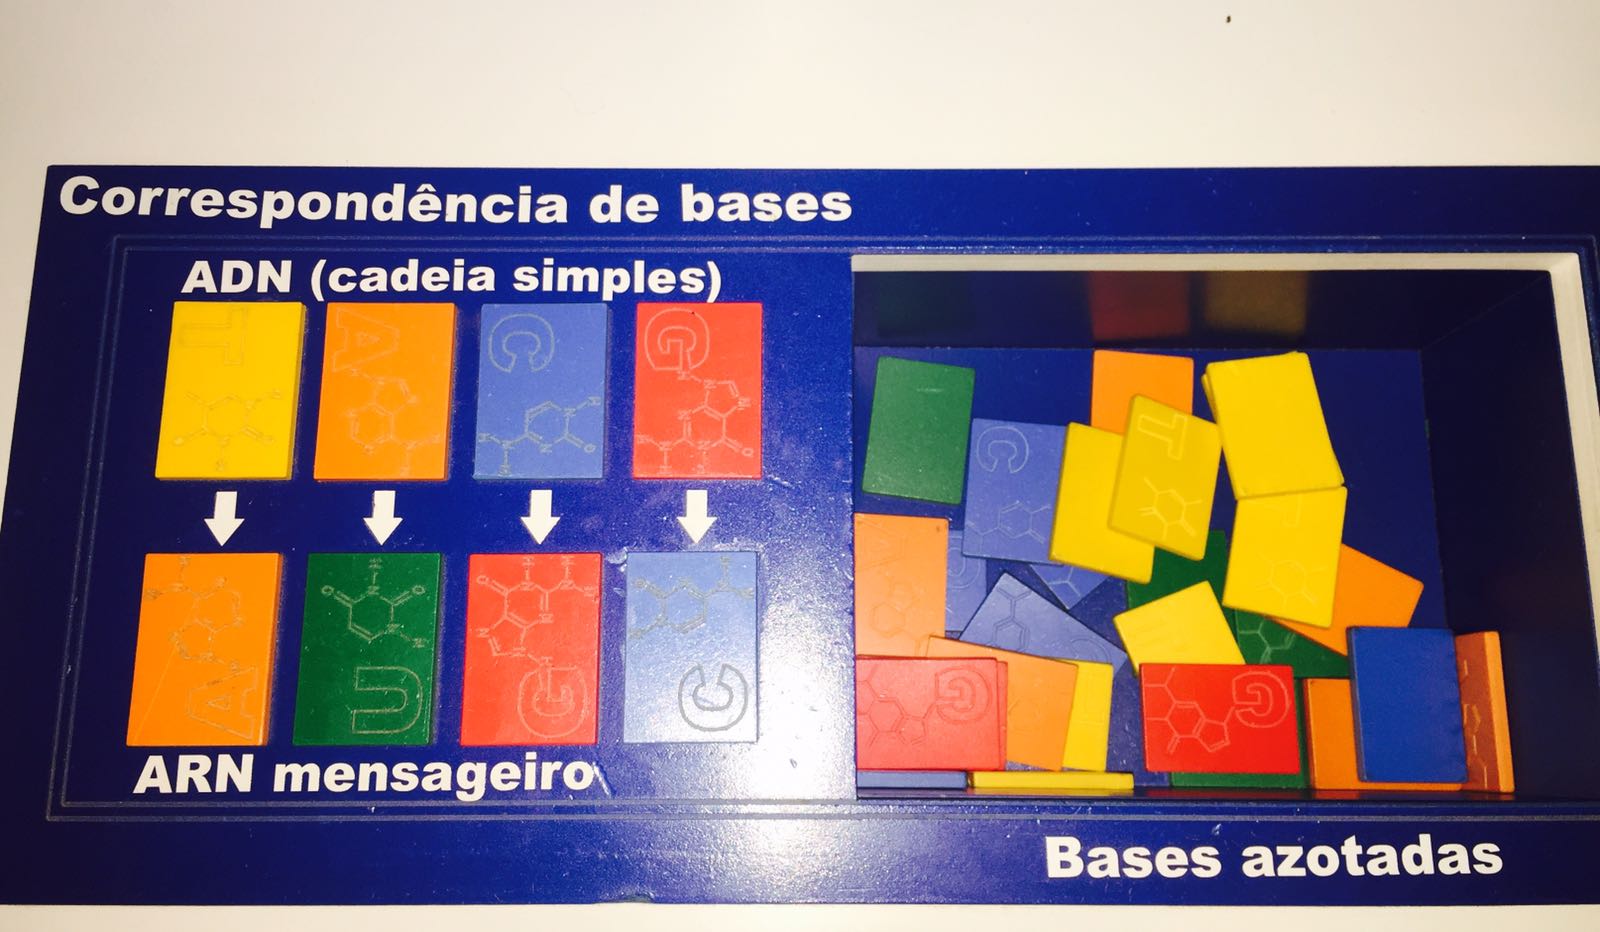 Correspondência de bases
ADN (cadeia simples)
T A C G
A U G C
ARN mensageiro
C T T
G G
Bases azotadas